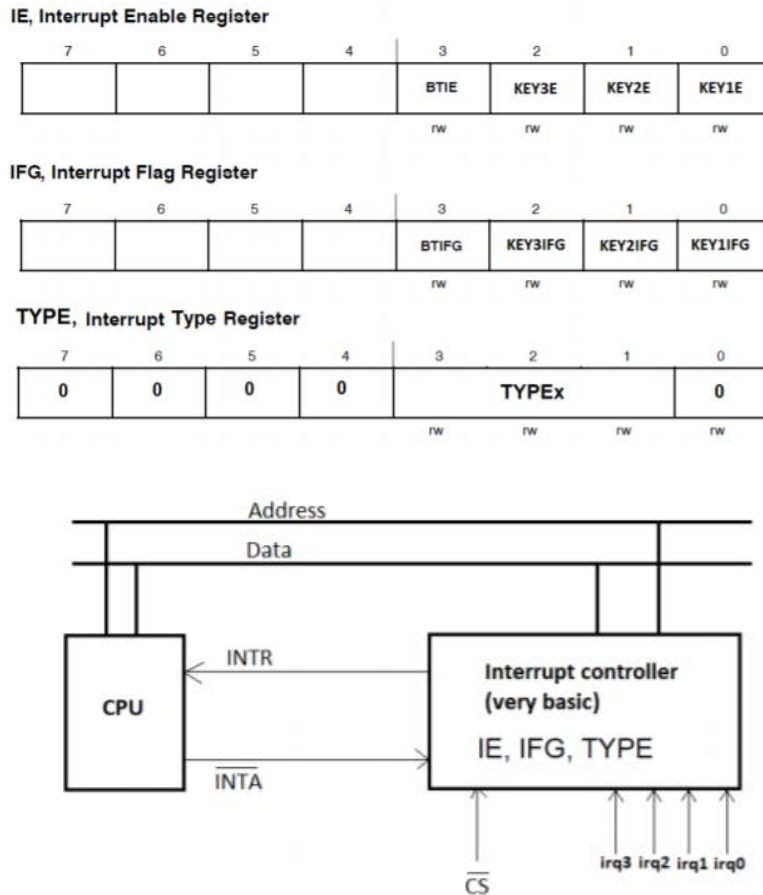 IE, Interrupt Enable Register
7 6 5 4 3 2 1 0
BTIE KEY3E KEY2E KEY1E
rw rw rw rw
IFG, Interrupt Flag Register
7 6 5 4 3 2 1 0
BTIFG KEY3IFG KEY2IFG KEY1IFG
rw rw rw rw
TYPE, Interrupt Type Register
7 6 5 4 3 2 1 0
0 0 0 0 TYPEx 0
rw rw rw rw
Address
Data
INTR
CPU
INTA
Interrupt controller
(very basic)
IE, IFG, TYPE
irq3 irq2 irq1 irq0
CS